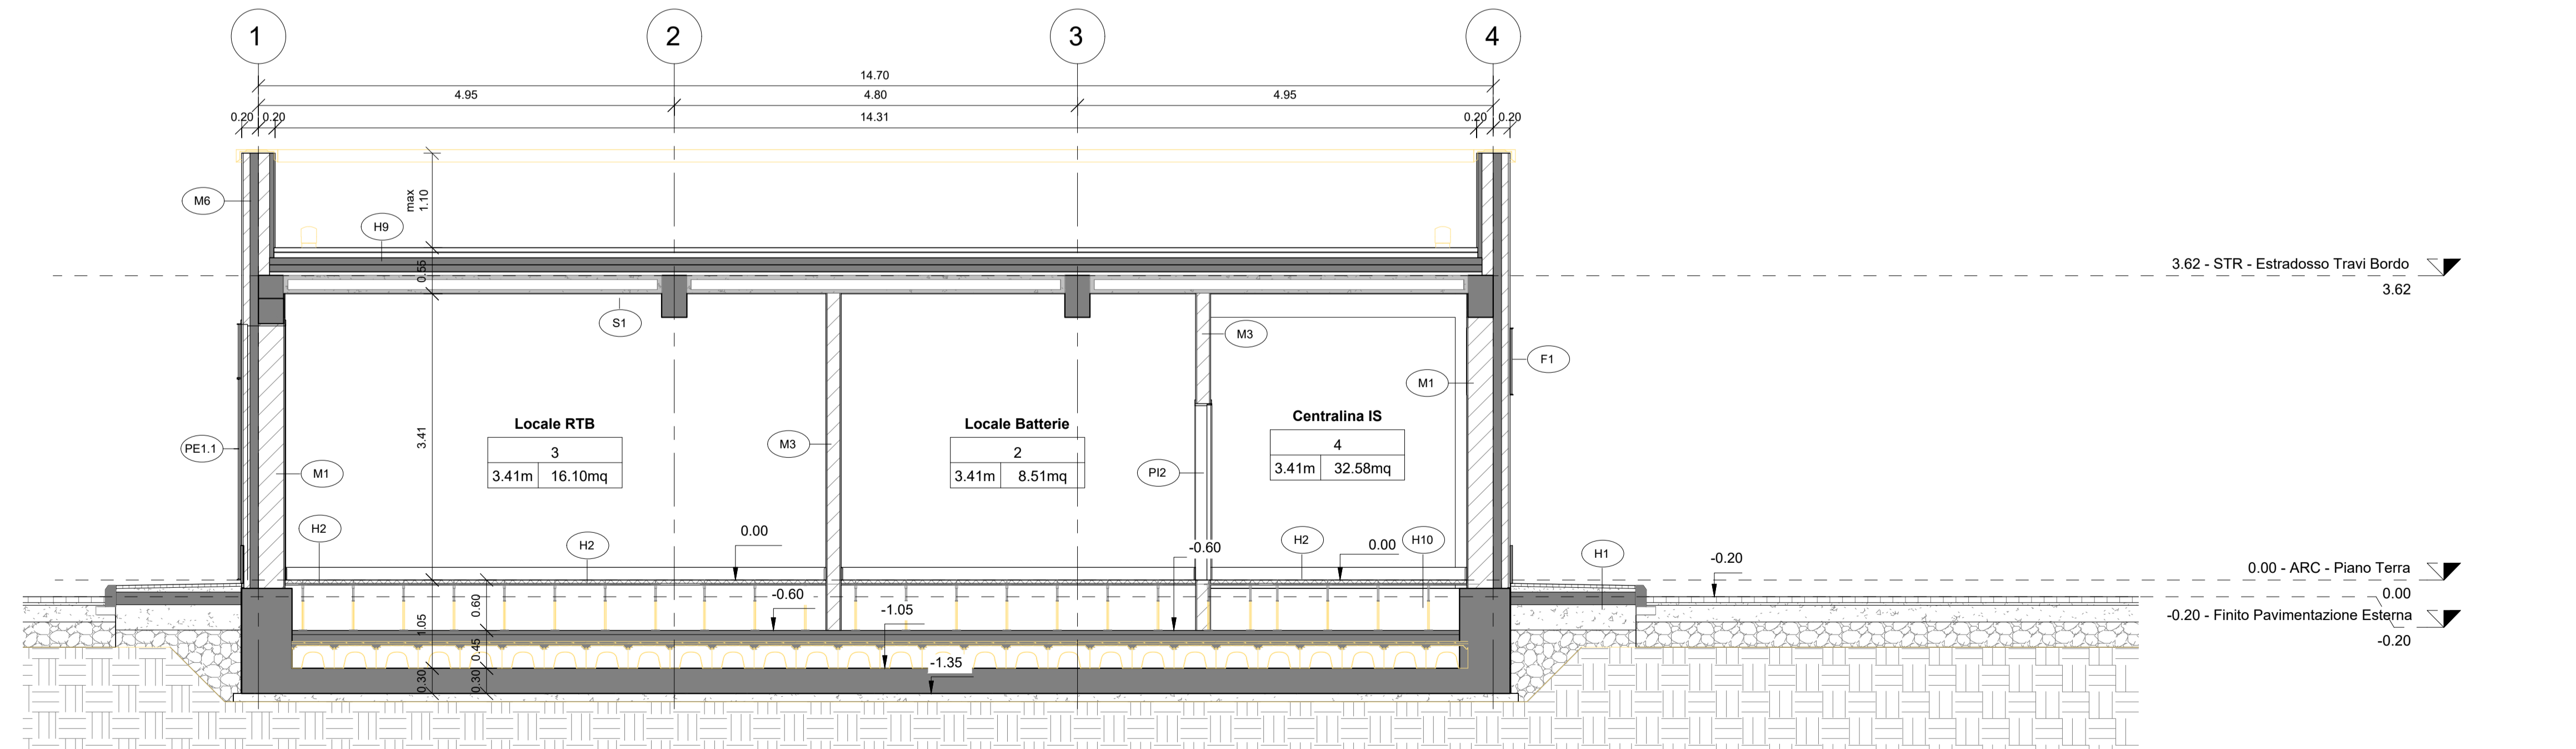 1
2
3
4
14.70
4.95
4.80
4.95
0.20
0.20
14.31
0.20
0.20
M6
max
1.10
H9
0.55
3.62 - STR - Estradosso Travi Bordo
3.62
S1
M3
F1
M1
Locale RTB
3
3.41m
16.10mq
3.41
M3
Locale Batterie
2
3.41m
8.51mq
Centralina IS
4
3.41m
32.58mq
PE1.1
M1
PI2
H2
H2
0.00
-0.60
H2
0.00
H10
H1
-0.20
0.00 - ARC - Piano Terra
0.00
-0.20 - Finito Pavimentazione Esterna
-0.20
-0.60
0.60
-1.05
1.05
0.45
-1.35
0.30
0.30